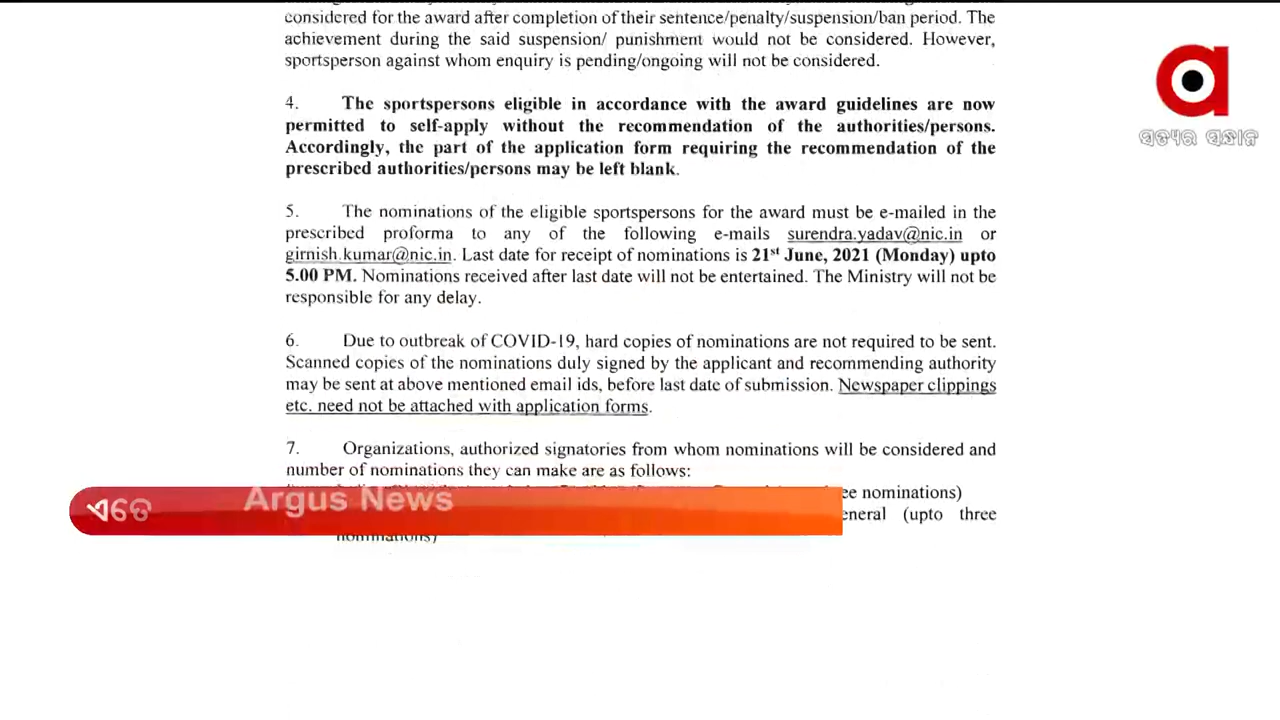 considered for the award after completion of their sentence/penalty/suspension/ban period. The
achievement during the said suspension/ punishment would not be considered. However,
sportsperson against whom enquiry is pending/ongoing will not be considered.
4. The sportspersons eligible in accordance with the award guidelines are now
permitted to self-apply without the recommendation of the authorities/persons.
Accordingly, the part of the application form requiring the recommendation of the
prescribed authorities/persons may be left blank.
5. The nominations of the eligible sportspersons for the award must be e-mailed in the
prescribed proforma to any of the following e-mails surendra.yadav@nic.in or
girnish.kumar@nic.in. Last date for receipt of nominations is 21st June, 2021 (Monday) upto
5.00 PM. Nominations received after last date will not be entertained. The Ministry will not be
responsible for any delay.
6. Due to outbreak of COVID-19, hard copies of nominations are not required to be sent.
Scanned copies of the nominations duly signed by the applicant and recommending authority
may be sent at above mentioned email ids, before last date of submission. Newspaper clippings
etc. need not be attached with application forms.
7. Organizations, authorized signatories from whom nominations will be considered and
number of nominations they can make are as follows:
nominations)
(upto three
nominations)
Argus News
ସତ୍ୟର ସନ୍ଧାନ